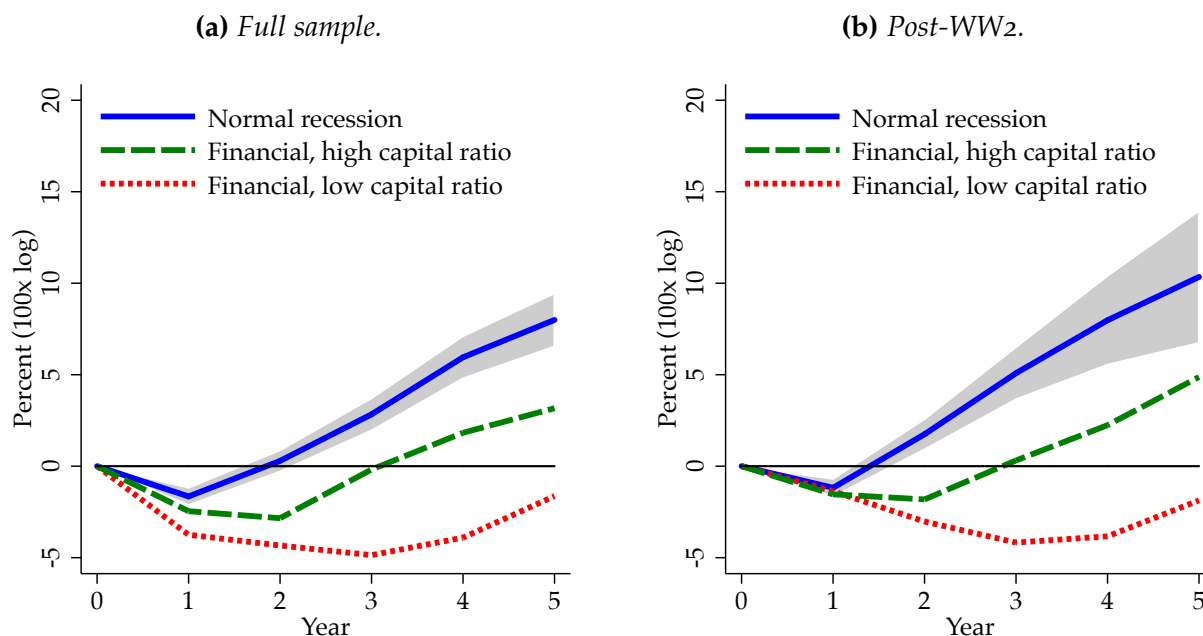 (a) Full sample.
Percent (100x log)
20
15
10
5
0
-5
Normal recession
Financial, high capital ratio
Financial, low capital ratio
0 1 2 3 4 5
Year
(b) Post-WW2.
Percent (100x log)
20
15
10
5
0
-5
Normal recession
Financial, high capital ratio
Financial, low capital ratio
0 1 2 3 4 5
Year